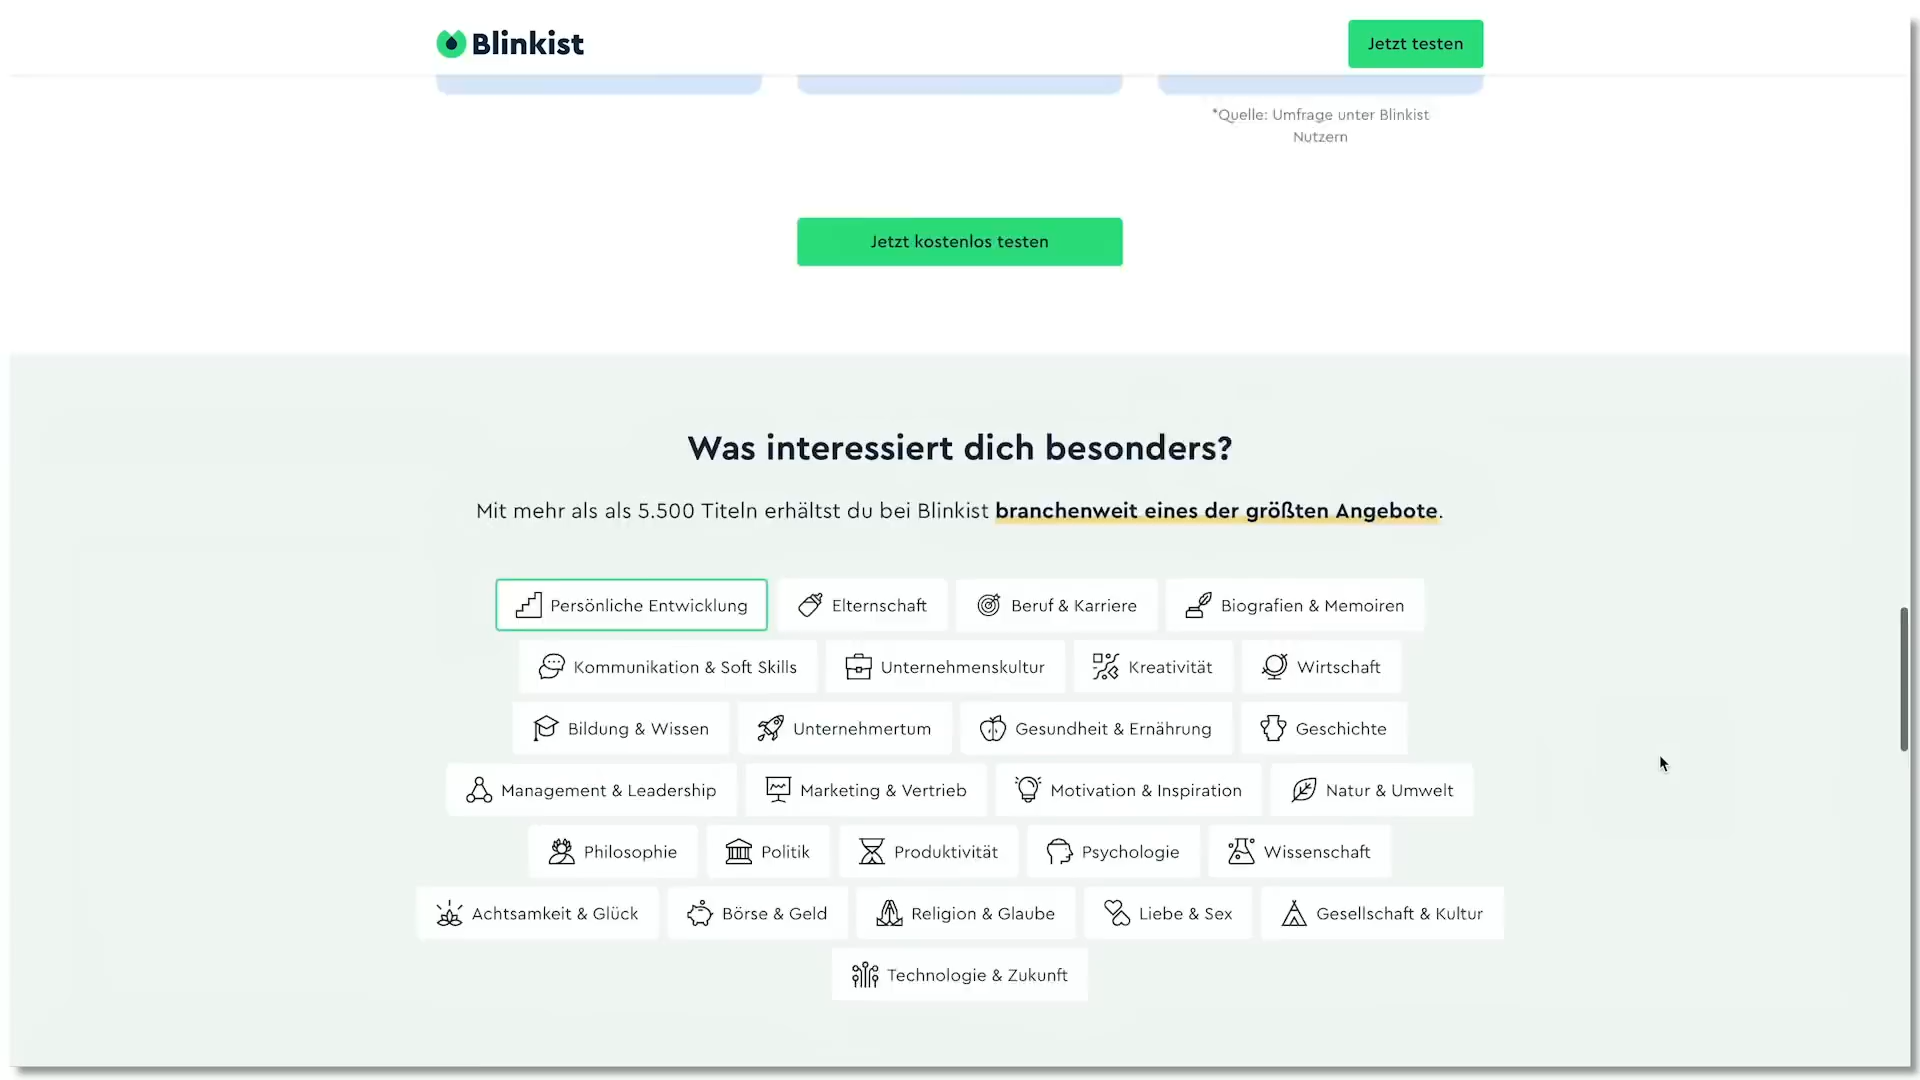 Blinkist
Jetzt testen
*Quelle: Umfrage unter Blinkist
Nutzern
Jetzt kostenlos testen
Was interessiert dich besonders?
Mit mehr als als 5.500 Titeln erhältst du bei Blinkist branchenweit eines der größten Angebote.
Persönliche Entwicklung
Elternschaft
Beruf & Karriere
Biografien & Memoiren
Kommunikation & Soft Skills
Unternehmenskultur
Kreativität
Wirtschaft
Bildung & Wissen
Unternehmertum
Gesundheit & Ernährung
Geschichte
Management & Leadership
Marketing & Vertrieb
Motivation & Inspiration
Natur & Umwelt
Philosophie
Politik
Produktivität
Psychologie
Wissenschaft
Achtsamkeit & Glück
Börse & Geld
Religion & Glaube
Liebe & Sex
Gesellschaft & Kultur
Technologie & Zukunft